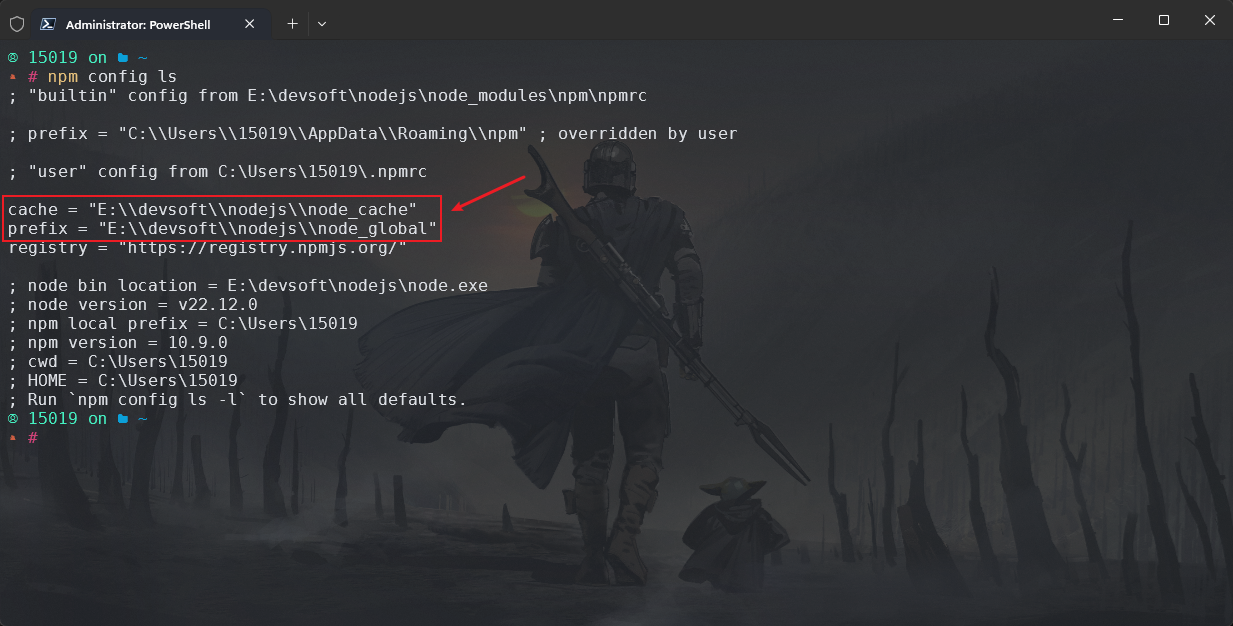 Administrator: PowerShell
15019 on ~
# npm config ls
; "builtin" config from E:\devsoft\nodejs\node_modules\npm\npmrc
; prefix = "C:\\Users\\15019\\AppData\\Roaming\\npm" ; overridden by user
; "user" config from C:\Users\15019\.npmrc
cache = "E:\\devsoft\\nodejs\\node_cache"
prefix = "E:\\devsoft\\nodejs\\node_global"
registry = "https://registry.npmjs.org/"
; node bin location = E:\devsoft\nodejs\node.exe
; node version = v22.12.0
; npm local prefix = C:\Users\15019
; npm version = 10.9.0
; cwd = C:\Users\15019
; HOME = C:\Users\15019
; Run `npm config ls -l` to show all defaults.
15019 on ~
#